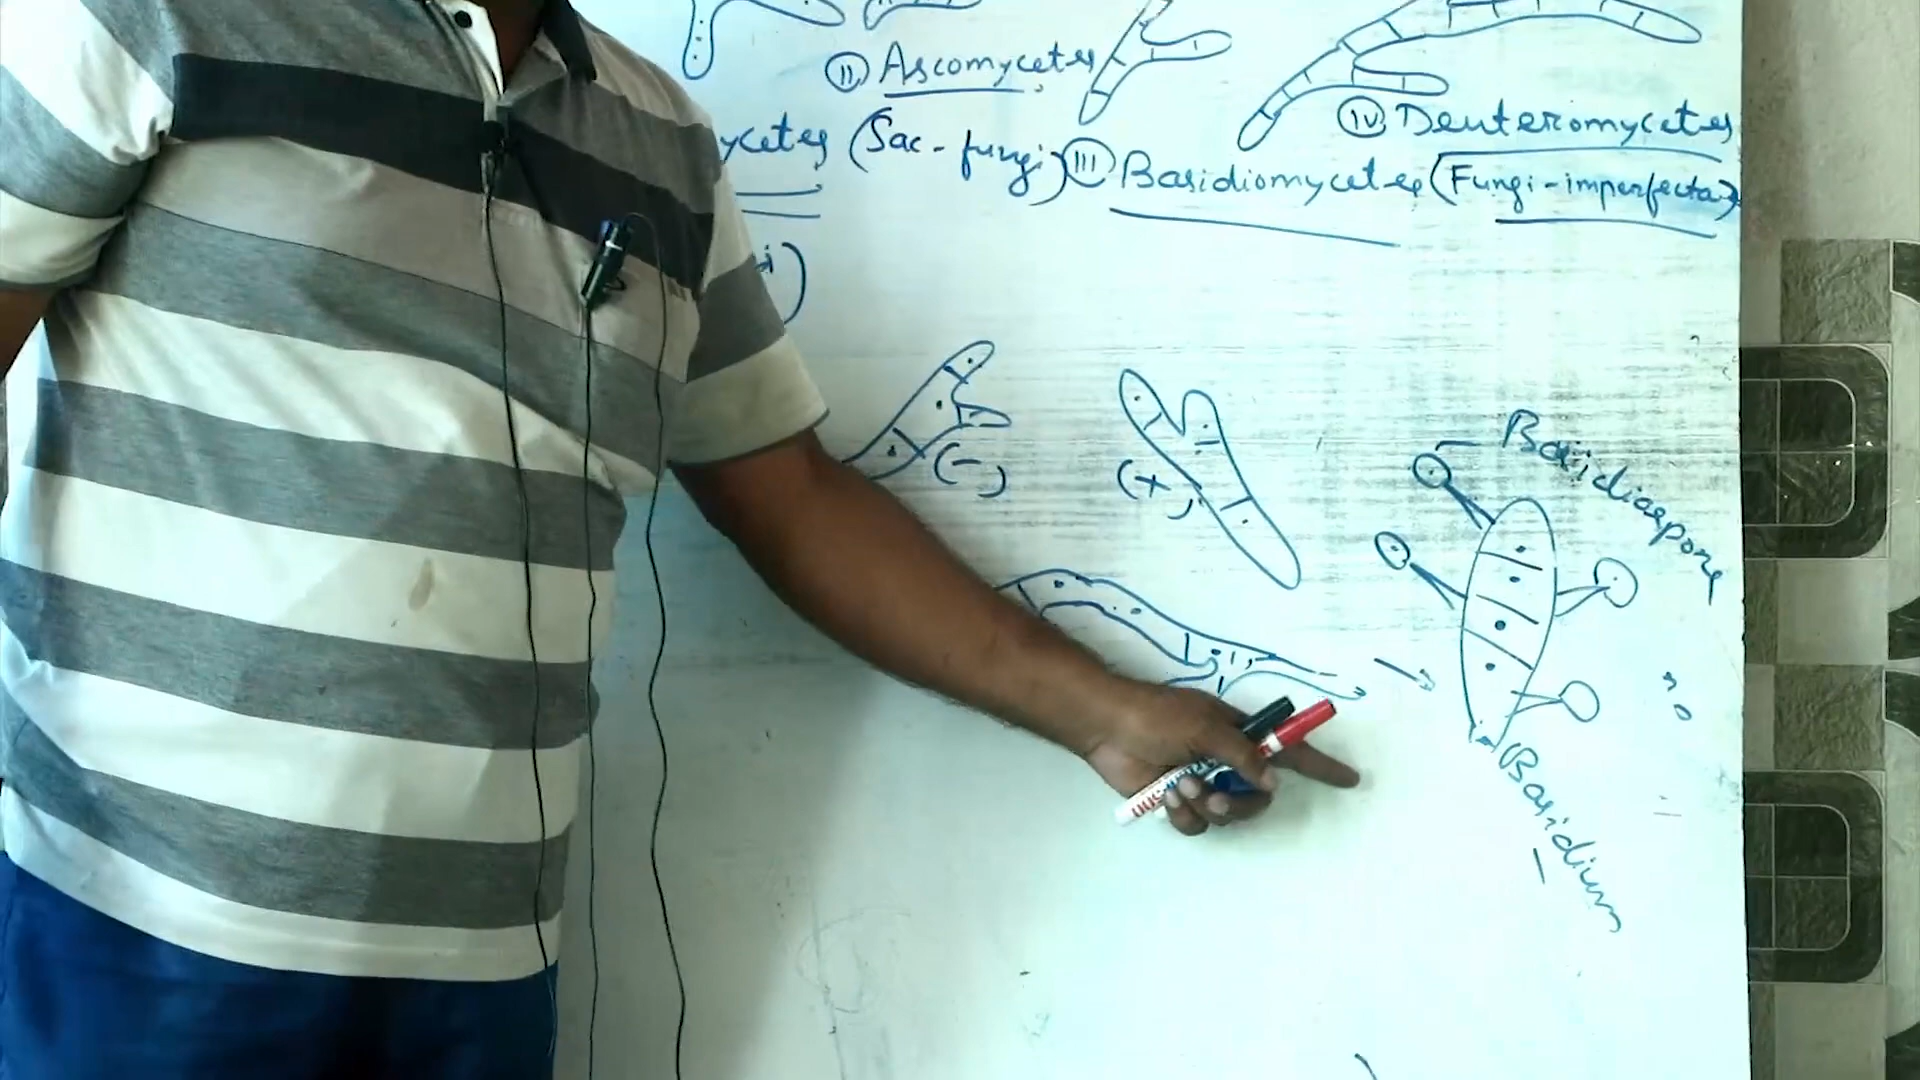 II Ascomycetes
IV Deuteromycetes
ycetes (Sac-fungi)
III Basidiomycetes (Fungi-imperfecta)
i)
(-)
(+)
Basidiospore
Basidium